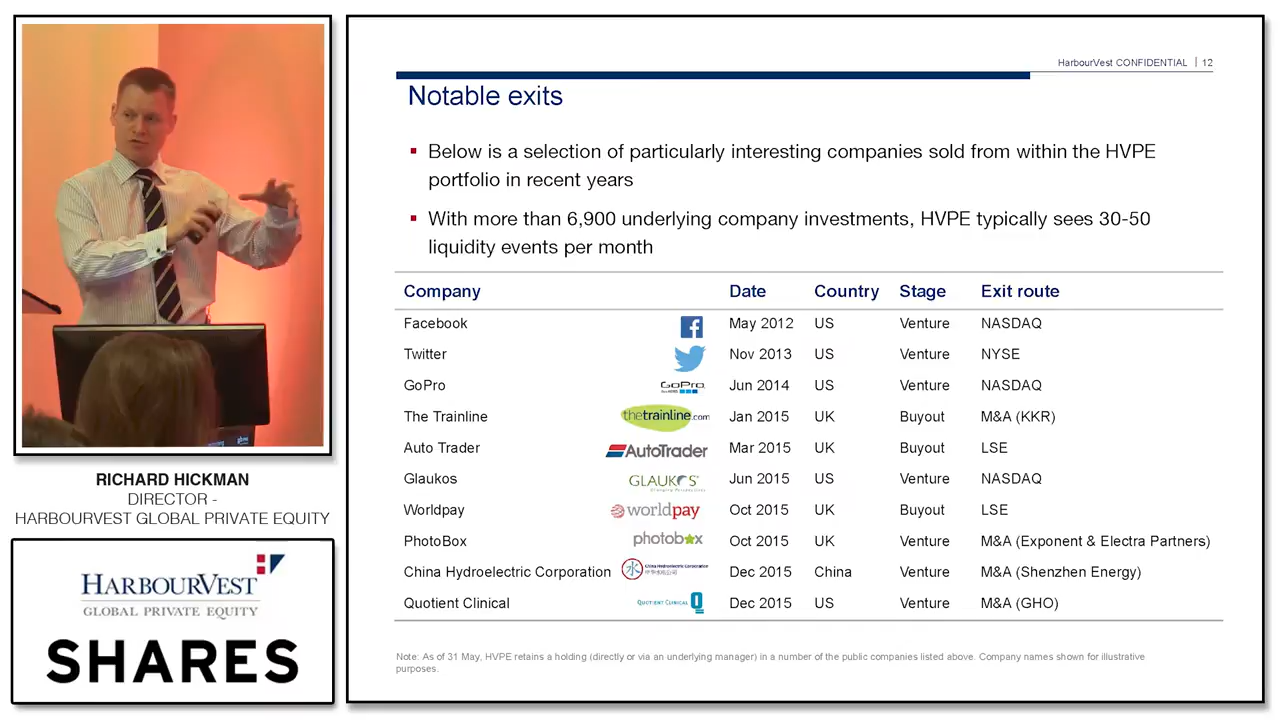 RICHARD HICKMAN
DIRECTOR -
HARBOURVEST GLOBAL PRIVATE EQUITY
HARBOURVEST
GLOBAL PRIVATE EQUITY
SHARES
HarbourVest CONFIDENTIAL | 12
Notable exits
▪ Below is a selection of particularly interesting companies sold from within the HVPE
portfolio in recent years
▪ With more than 6,900 underlying company investments, HVPE typically sees 30-50
liquidity events per month
Company Date Country Stage Exit route
Facebook f May 2012 US Venture NASDAQ
Twitter Nov 2013 US Venture NYSE
GoPro GoPro Jun 2014 US Venture NASDAQ
The Trainline thetrainline.com Jan 2015 UK Buyout M&A (KKR)
Auto Trader AutoTrader Mar 2015 UK Buyout LSE
Glaukos GLAUKOS Jun 2015 US Venture NASDAQ
Worldpay worldpay Oct 2015 UK Buyout LSE
PhotoBox photobox Oct 2015 UK Venture M&A (Exponent & Electra Partners)
China Hydroelectric Corporation China Hydroelectric Corporation Dec 2015 China Venture M&A (Shenzhen Energy)
Quotient Clinical QUOTIENT CLINICAL Q Dec 2015 US Venture M&A (GHO)
Note: As of 31 May, HVPE retains a holding (directly or via an underlying manager) in a number of the public companies listed above. Company names shown for illustrative
purposes.